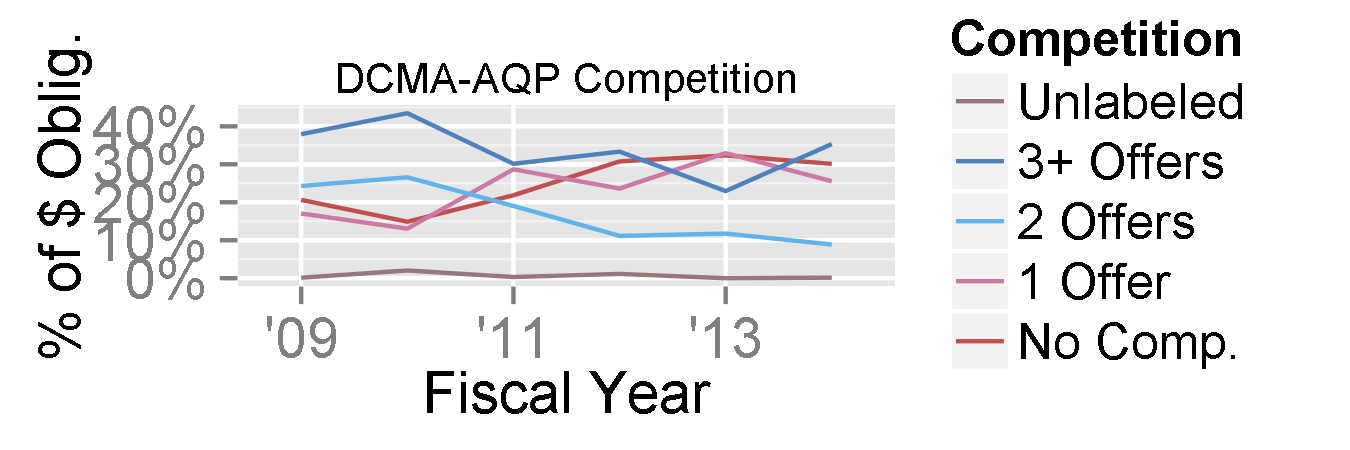 DCMA-AQP Competition
% of $ Oblig.
40%
30%
20%
10%
0%
'09 '11 '13
Fiscal Year
Competition
Unlabeled
3+ Offers
2 Offers
1 Offer
No Comp.